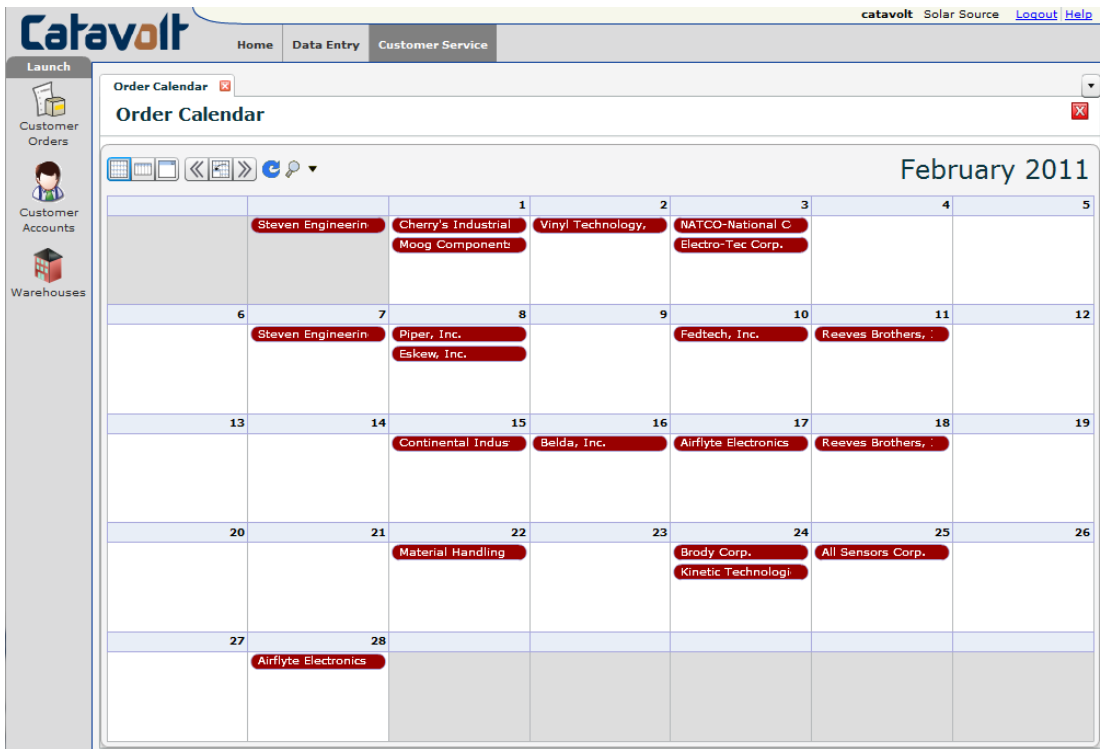 Catavolt
catavolt Solar Source Logout Help
Home Data Entry Customer Service
Launch
Customer
Orders
Customer
Accounts
Warehouses
Order Calendar
Order Calendar
February 2011
1 2 3 4 5
Steven Engineerin Cherry's Industrial Vinyl Technology, NATCO-National C
Moog Component Electro-Tec Corp.
6 7 8 9 10 11 12
Steven Engineerin Piper, Inc. Fedtech, Inc. Reeves Brothers,
Eskew, Inc.
13 14 15 16 17 18 19
Continental Indus Belda, Inc. Airflyte Electronics Reeves Brothers,
20 21 22 23 24 25 26
Material Handling Brody Corp. All Sensors Corp.
Kinetic Technologi
27 28
Airflyte Electronics